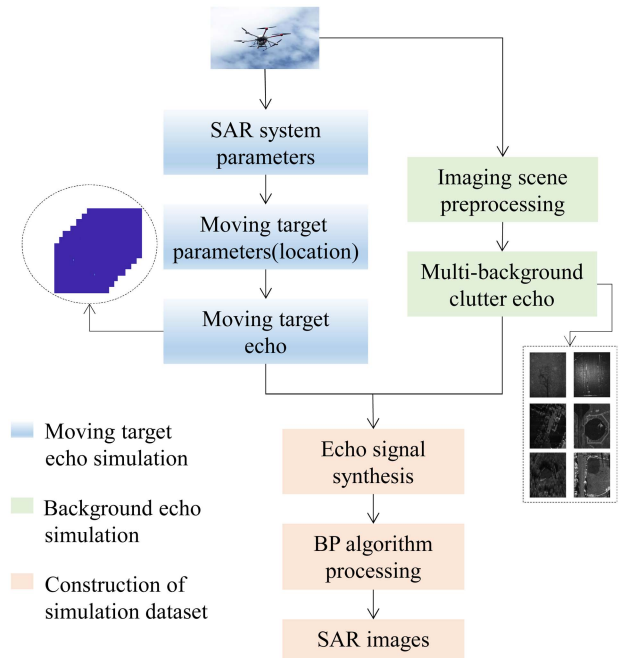 SAR system
parameters
Imaging scene
preprocessing
Moving target
parameters(location)
Multi-background
clutter echo
Moving target
echo
Moving target
echo simulation
Background echo
simulation
Construction of
simulation dataset
Echo signal
synthesis
BP algorithm
processing
SAR images